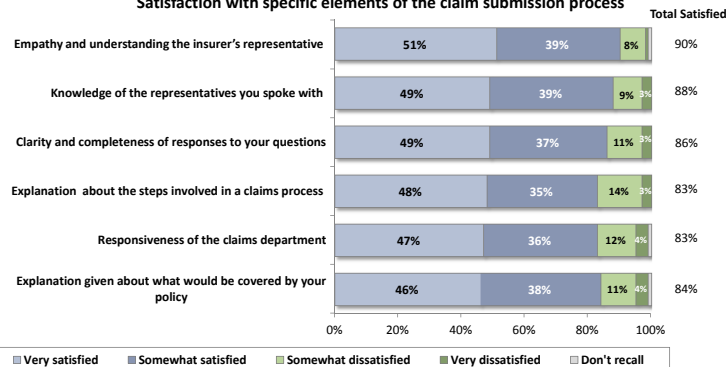 Satisfaction with specific elements of the claim submission process
Total Satisfied
Empathy and understanding the insurer's representative 51% 39% 8% 90%
Knowledge of the representatives you spoke with 49% 39% 9% 3% 88%
Clarity and completeness of responses to your questions 49% 37% 11% 3% 86%
Explanation about the steps involved in a claims process 48% 35% 14% 3% 83%
Responsiveness of the claims department 47% 36% 12% 4% 83%
Explanation given about what would be covered by your
policy 46% 38% 11% 4% 84%
0% 20% 40% 60% 80% 100%
Very satisfied Somewhat satisfied Somewhat dissatisfied Very dissatisfied Don't recall